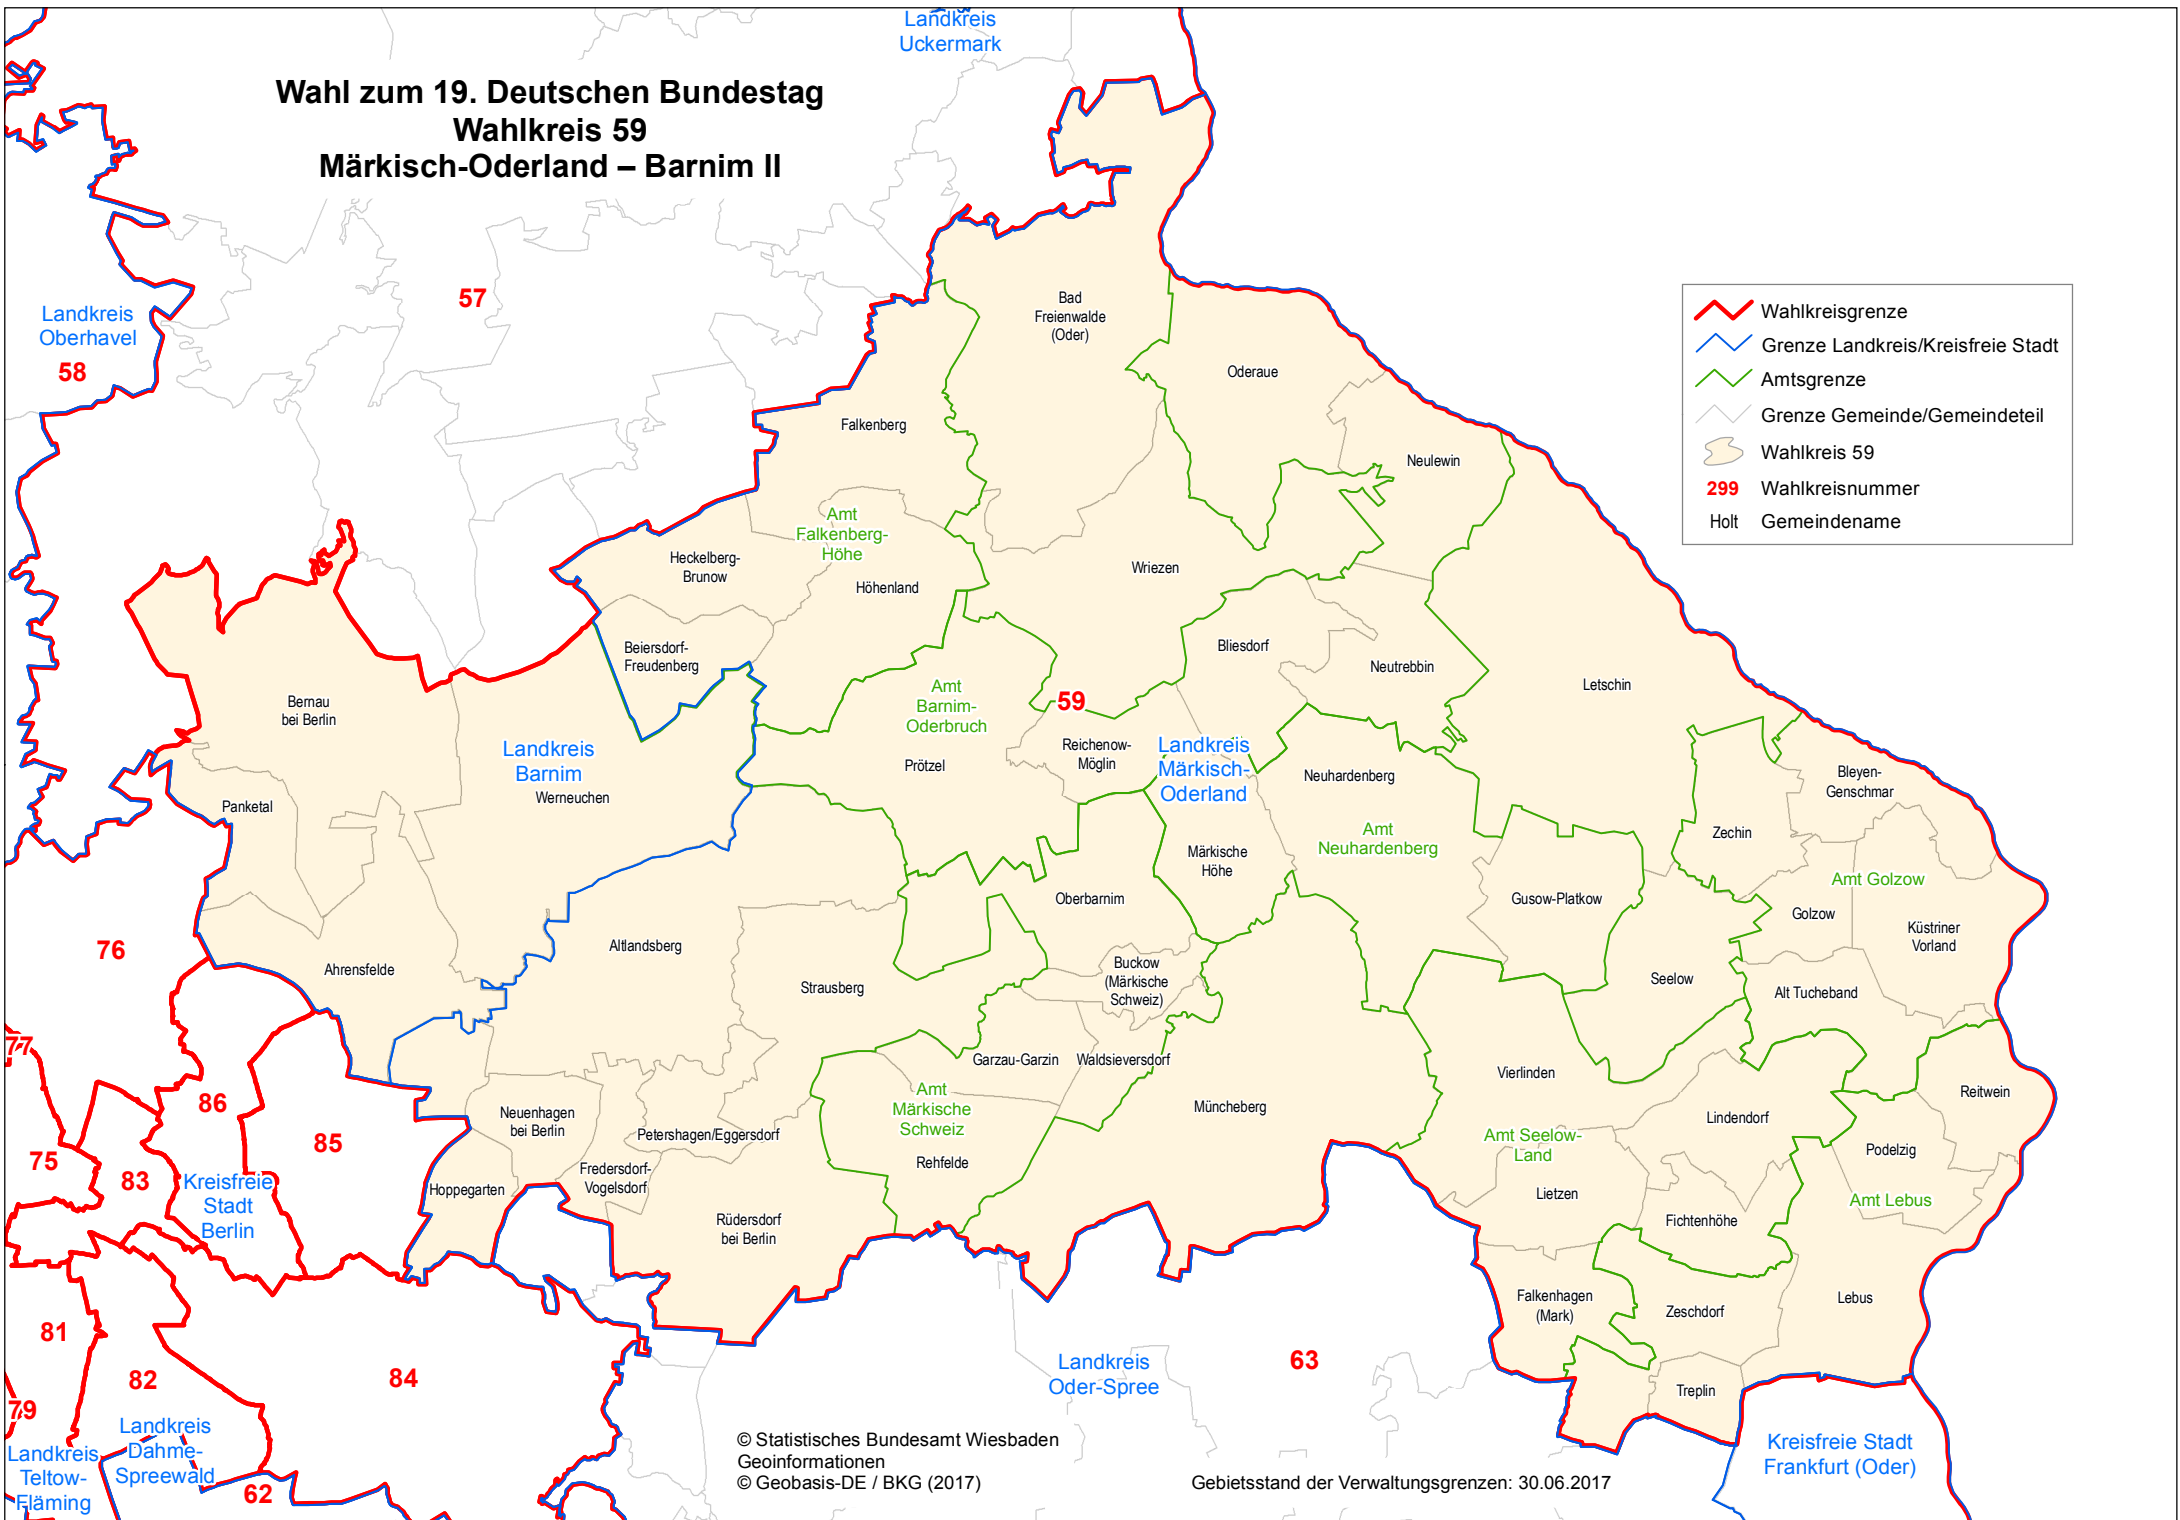 Wahl zum 19. Deutschen Bundestag
Wahlkreis 59
Märkisch-Oderland – Barnim II
Landkreis
Uckermark
Landkreis
Oberhavel
58
57
Wahlkreisgrenze
Grenze Landkreis/Kreisfreie Stadt
Amtsgrenze
Grenze Gemeinde/Gemeindeteil
Wahlkreis 59
299 Wahlkreisnummer
Holt Gemeindename
Bad
Freienwalde
(Oder)
Oderaue
Falkenberg
Neulewin
Amt
Falkenberg-
Höhe
Heckelberg-
Brunow
Höhenland
Wriezen
Beiersdorf-
Freudenberg
Bliesdorf
Neutrebbin
Letschin
Bernau
bei Berlin
Amt
Barnim-
Oderbruch
59
Landkreis
Barnim
Werneuchen
Prötzel
Reichenow-
Möglin
Landkreis
Märkisch-
Oderland
Neuhardenberg
Bleyen-
Genschmar
Panketal
Zechin
Amt
Neuhardenberg
Märkische
Höhe
Amt Golzow
Gusow-Platkow
Golzow
Küstriner
Vorland
Oberbarnim
Altlandsberg
76
Ahrensfelde
Strausberg
Buckow
(Märkische
Schweiz)
Seelow
Alt Tucheband
77
Garzau-Garzin
Waldsieversdorf
Vierlinden
Reitwein
86
Amt
Märkische
Schweiz
Müncheberg
Lindendorf
Neuenhagen
bei Berlin
Petershagen/Eggersdorf
85
75
83
Kreisfreie
Stadt
Berlin
Rehfelde
Fredersdorf-
Vogelsdorf
Hoppegarten
Amt Seelow-
Land
Podelzig
Lietzen
Amt Lebus
Rüdersdorf
bei Berlin
Fichtenhöhe
Falkenhagen
(Mark)
Zeschdorf
Lebus
81
82
84
79
Landkreis
Oder-Spree
63
Treplin
Landkreis
Teltow-
Fläming
Landkreis
Dahme-
Spreewald
62
Kreisfreie Stadt
Frankfurt (Oder)
© Statistisches Bundesamt Wiesbaden
Geoinformationen
© Geobasis-DE / BKG (2017)
Gebietsstand der Verwaltungsgrenzen: 30.06.2017